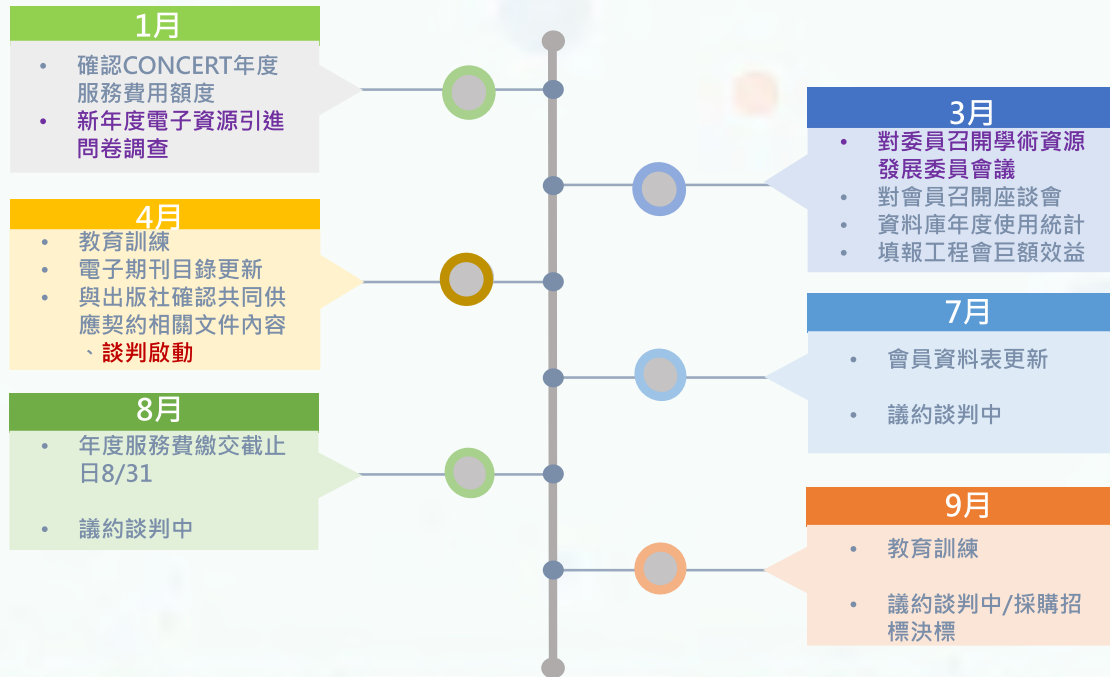 1月
• 確認CONCERT年度
服務費用額度
• 新年度電子資源引進
問卷調查
3月
• 對委員召開學術資源
發展委員會議
• 對會員召開座談會
• 資料庫年度使用統計
• 填報工程會巨額效益
4月
• 教育訓練
• 電子期刊目錄更新
• 與出版社確認共同供
應契約相關文件內容
、談判啟動
7月
• 會員資料表更新
• 議約談判中
8月
• 年度服務費繳交截止
日8/31
• 議約談判中
9月
• 教育訓練
• 議約談判中/採購招
標決標